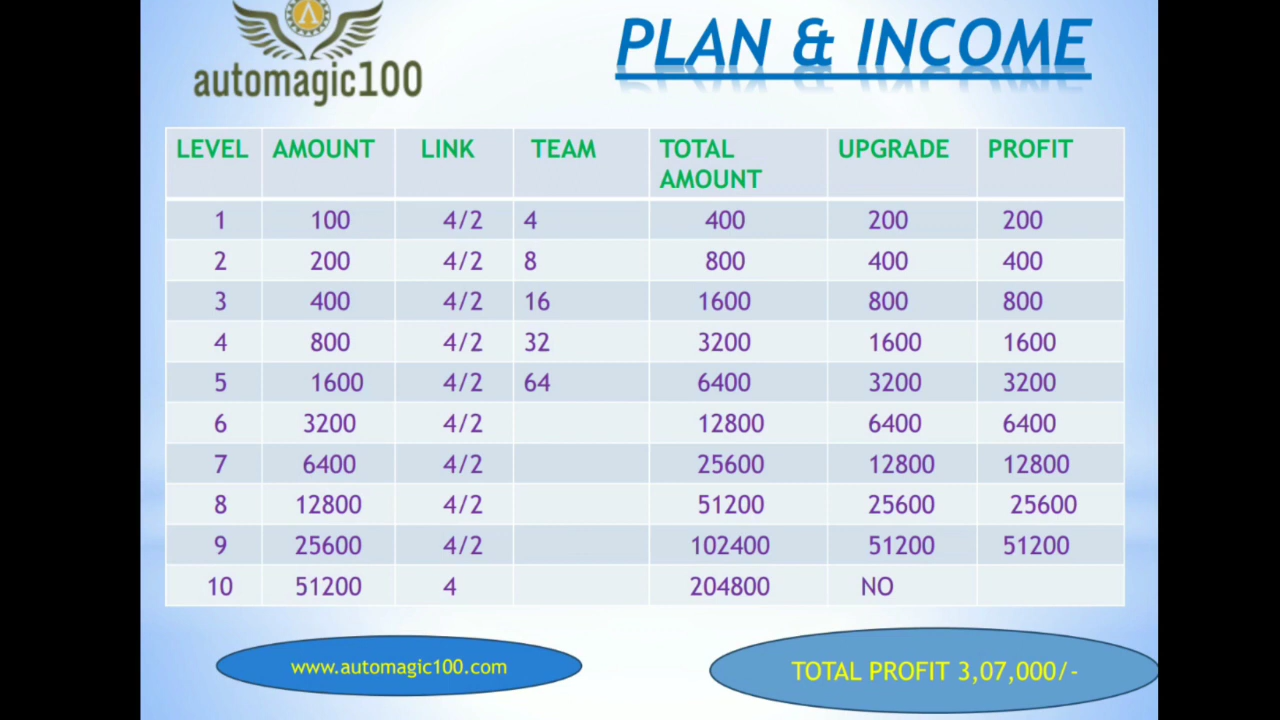 automagic100
PLAN & INCOME
LEVEL AMOUNT LINK TEAM TOTAL AMOUNT UPGRADE PROFIT
1 100 4/2 4 400 200 200
2 200 4/2 8 800 400 400
3 400 4/2 16 1600 800 800
4 800 4/2 32 3200 1600 1600
5 1600 4/2 64 6400 3200 3200
6 3200 4/2 12800 6400 6400
7 6400 4/2 25600 12800 12800
8 12800 4/2 51200 25600 25600
9 25600 4/2 102400 51200 51200
10 51200 4 204800 NO
www.automagic100.com
TOTAL PROFIT 3,07,000/-